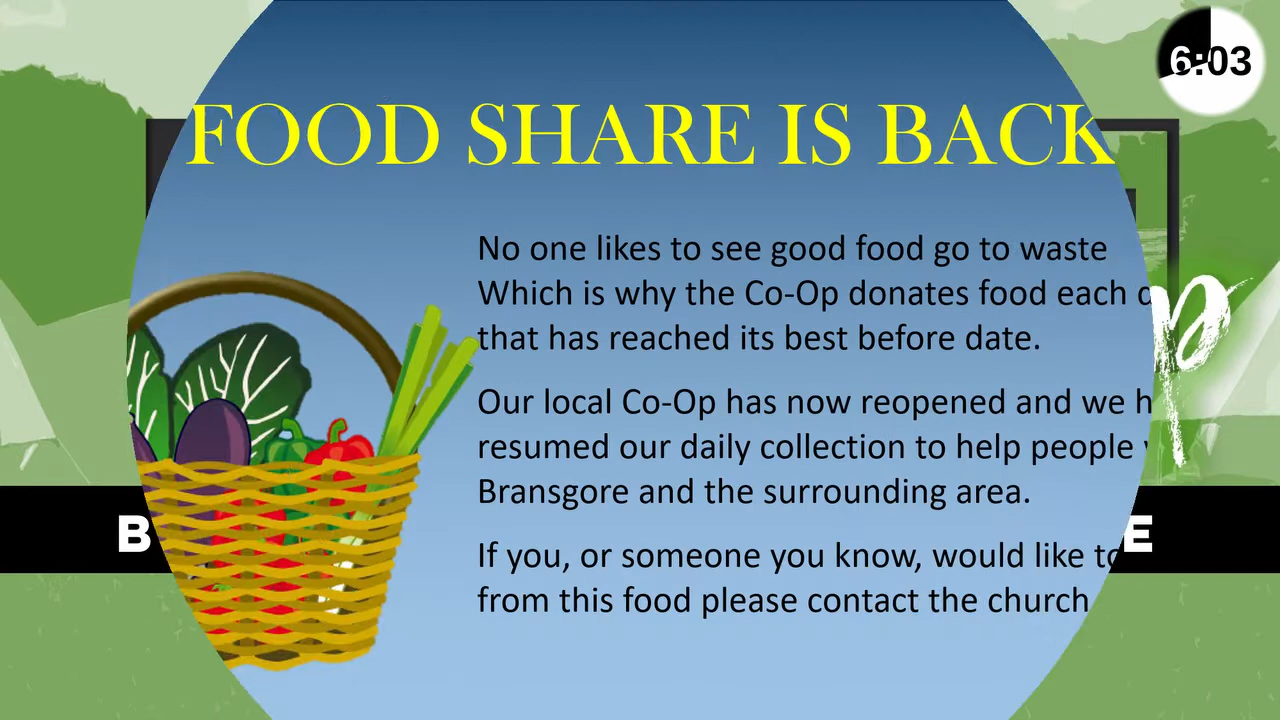 6:03
FOOD SHARE IS BACK
No one likes to see good food go to waste
Which is why the Co-Op donates food each
that has reached its best before date.
Our local Co-Op has now reopened and we
resumed our daily collection to help people
Bransgore and the surrounding area.
If you, or someone you know, would like to
from this food please contact the church